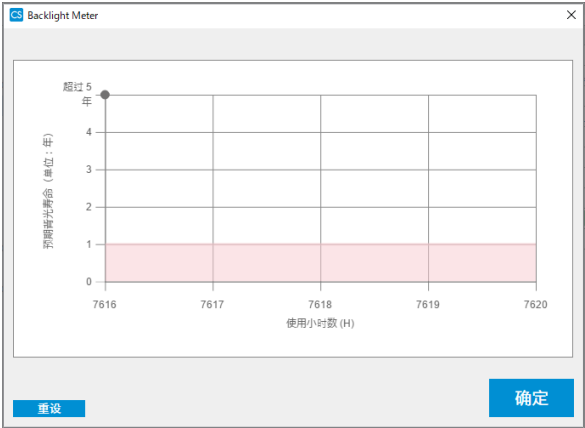 CS Backlight Meter
超过 5
年
4
3
2
1
0
预期背光寿命（单位：年）
7616 7617 7618 7619 7620
使用小时数 (H)
重设
确定